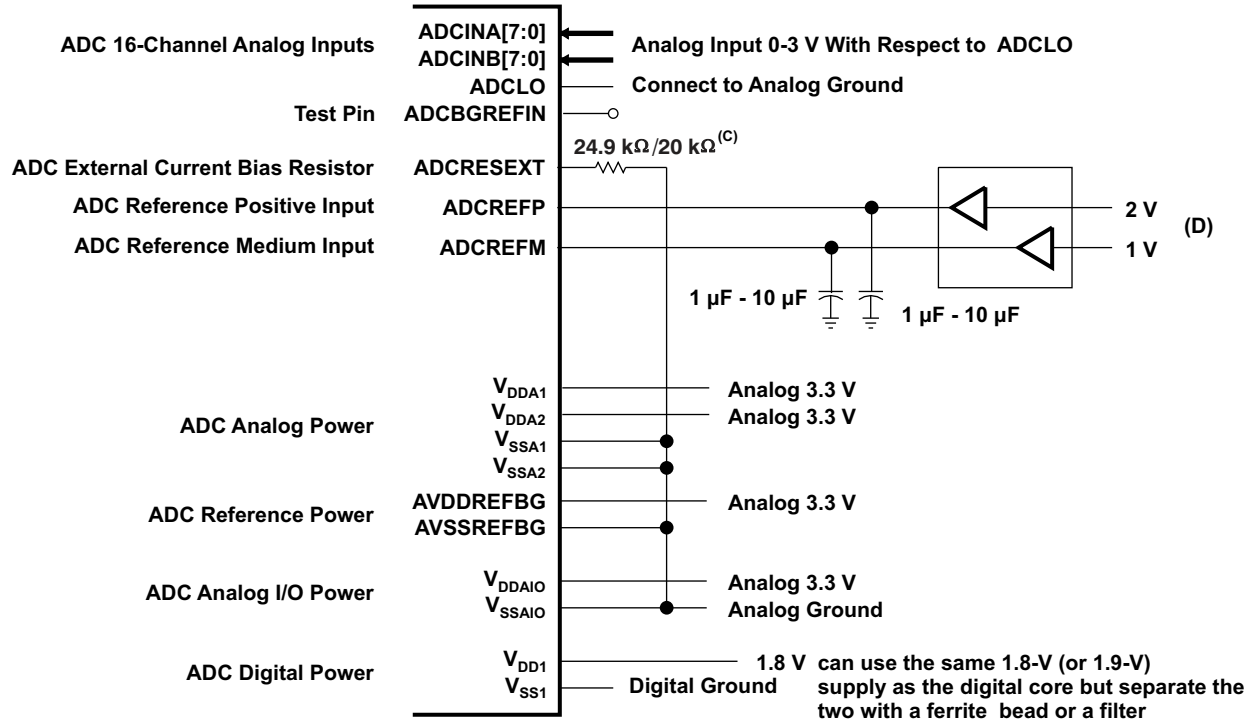 ADC 16-Channel Analog Inputs
ADCINA[7:0]
ADCINB[7:0]
Analog Input 0-3 V With Respect to ADCLO
ADCLO
Connect to Analog Ground
Test Pin
ADCBGREFIN
24.9 kΩ/20 kΩ(C)
ADC External Current Bias Resistor
ADCRESEXT
ADC Reference Positive Input
ADCREFP
2 V
(D)
ADC Reference Medium Input
ADCREFM
1 V
1 µF - 10 µF
1 µF - 10 µF
ADC Analog Power
VDDA1
Analog 3.3 V
VDDA2
Analog 3.3 V
VSSA1
VSSA2
ADC Reference Power
AVDDREFBG
Analog 3.3 V
AVSSREFBG
ADC Analog I/O Power
VDDAIO
Analog 3.3 V
VSSAIO
Analog Ground
ADC Digital Power
VDD1
1.8 V can use the same 1.8-V (or 1.9-V)
VSS1
Digital Ground
supply as the digital core but separate the
two with a ferrite bead or a filter